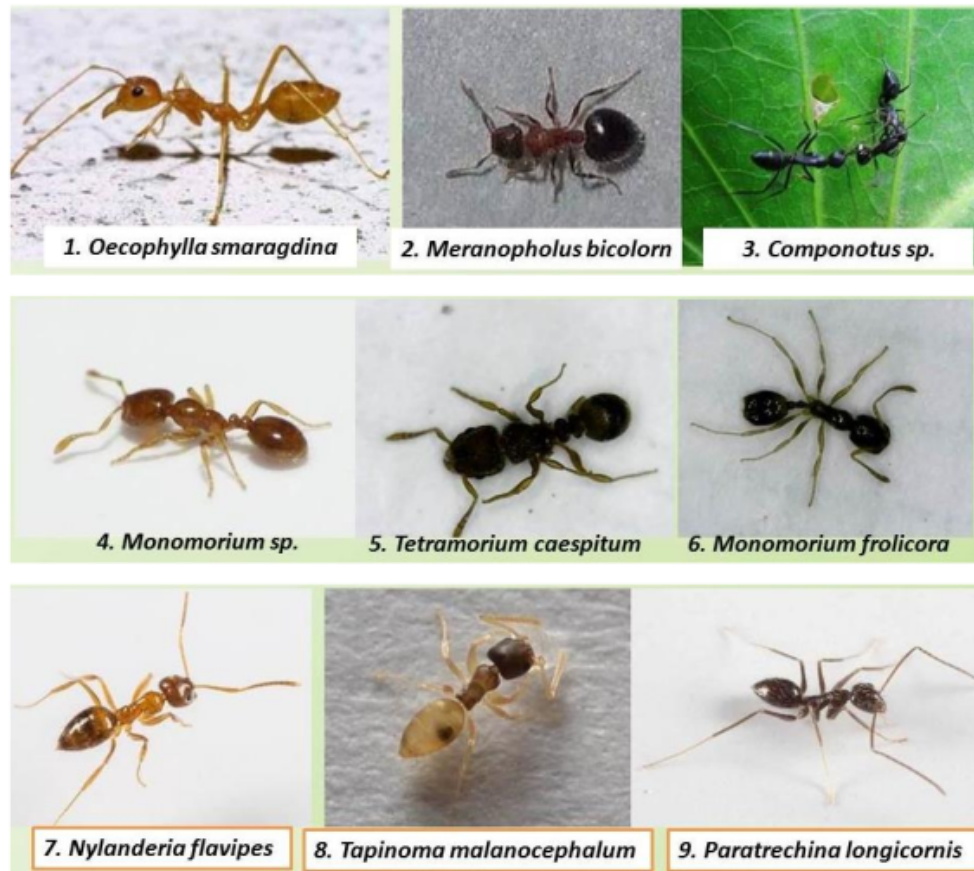 1. Oecophylla smaragdina
2. Meranopholus bicolorn
3. Componotus sp.
4. Monomorium sp.
5. Tetramorium caespitum
6. Monomorium frolicora
7. Nylanderia flavipes
8. Tapinoma malanocephalum
9. Paratrechina longicornis